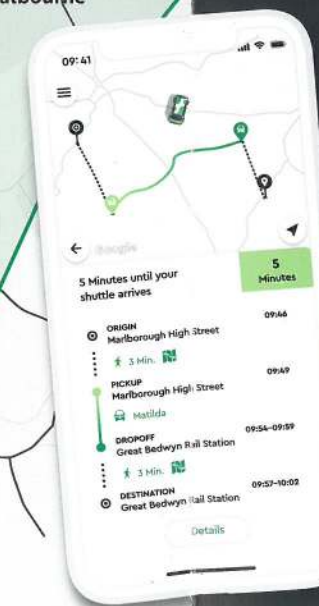 09:41
Google
5 Minutes until your
shuttle arrives
5
Minutes
ORIGIN
Marlborough High Street
09:46
3 Min.
PICKUP
Marlborough High Street
09:49
Matilda
DROPOFF
Great Bedwyn Rail Station
09:54-09:59
3 Min.
DESTINATION
Great Bedwyn Rail Station
09:57-10:02
Details